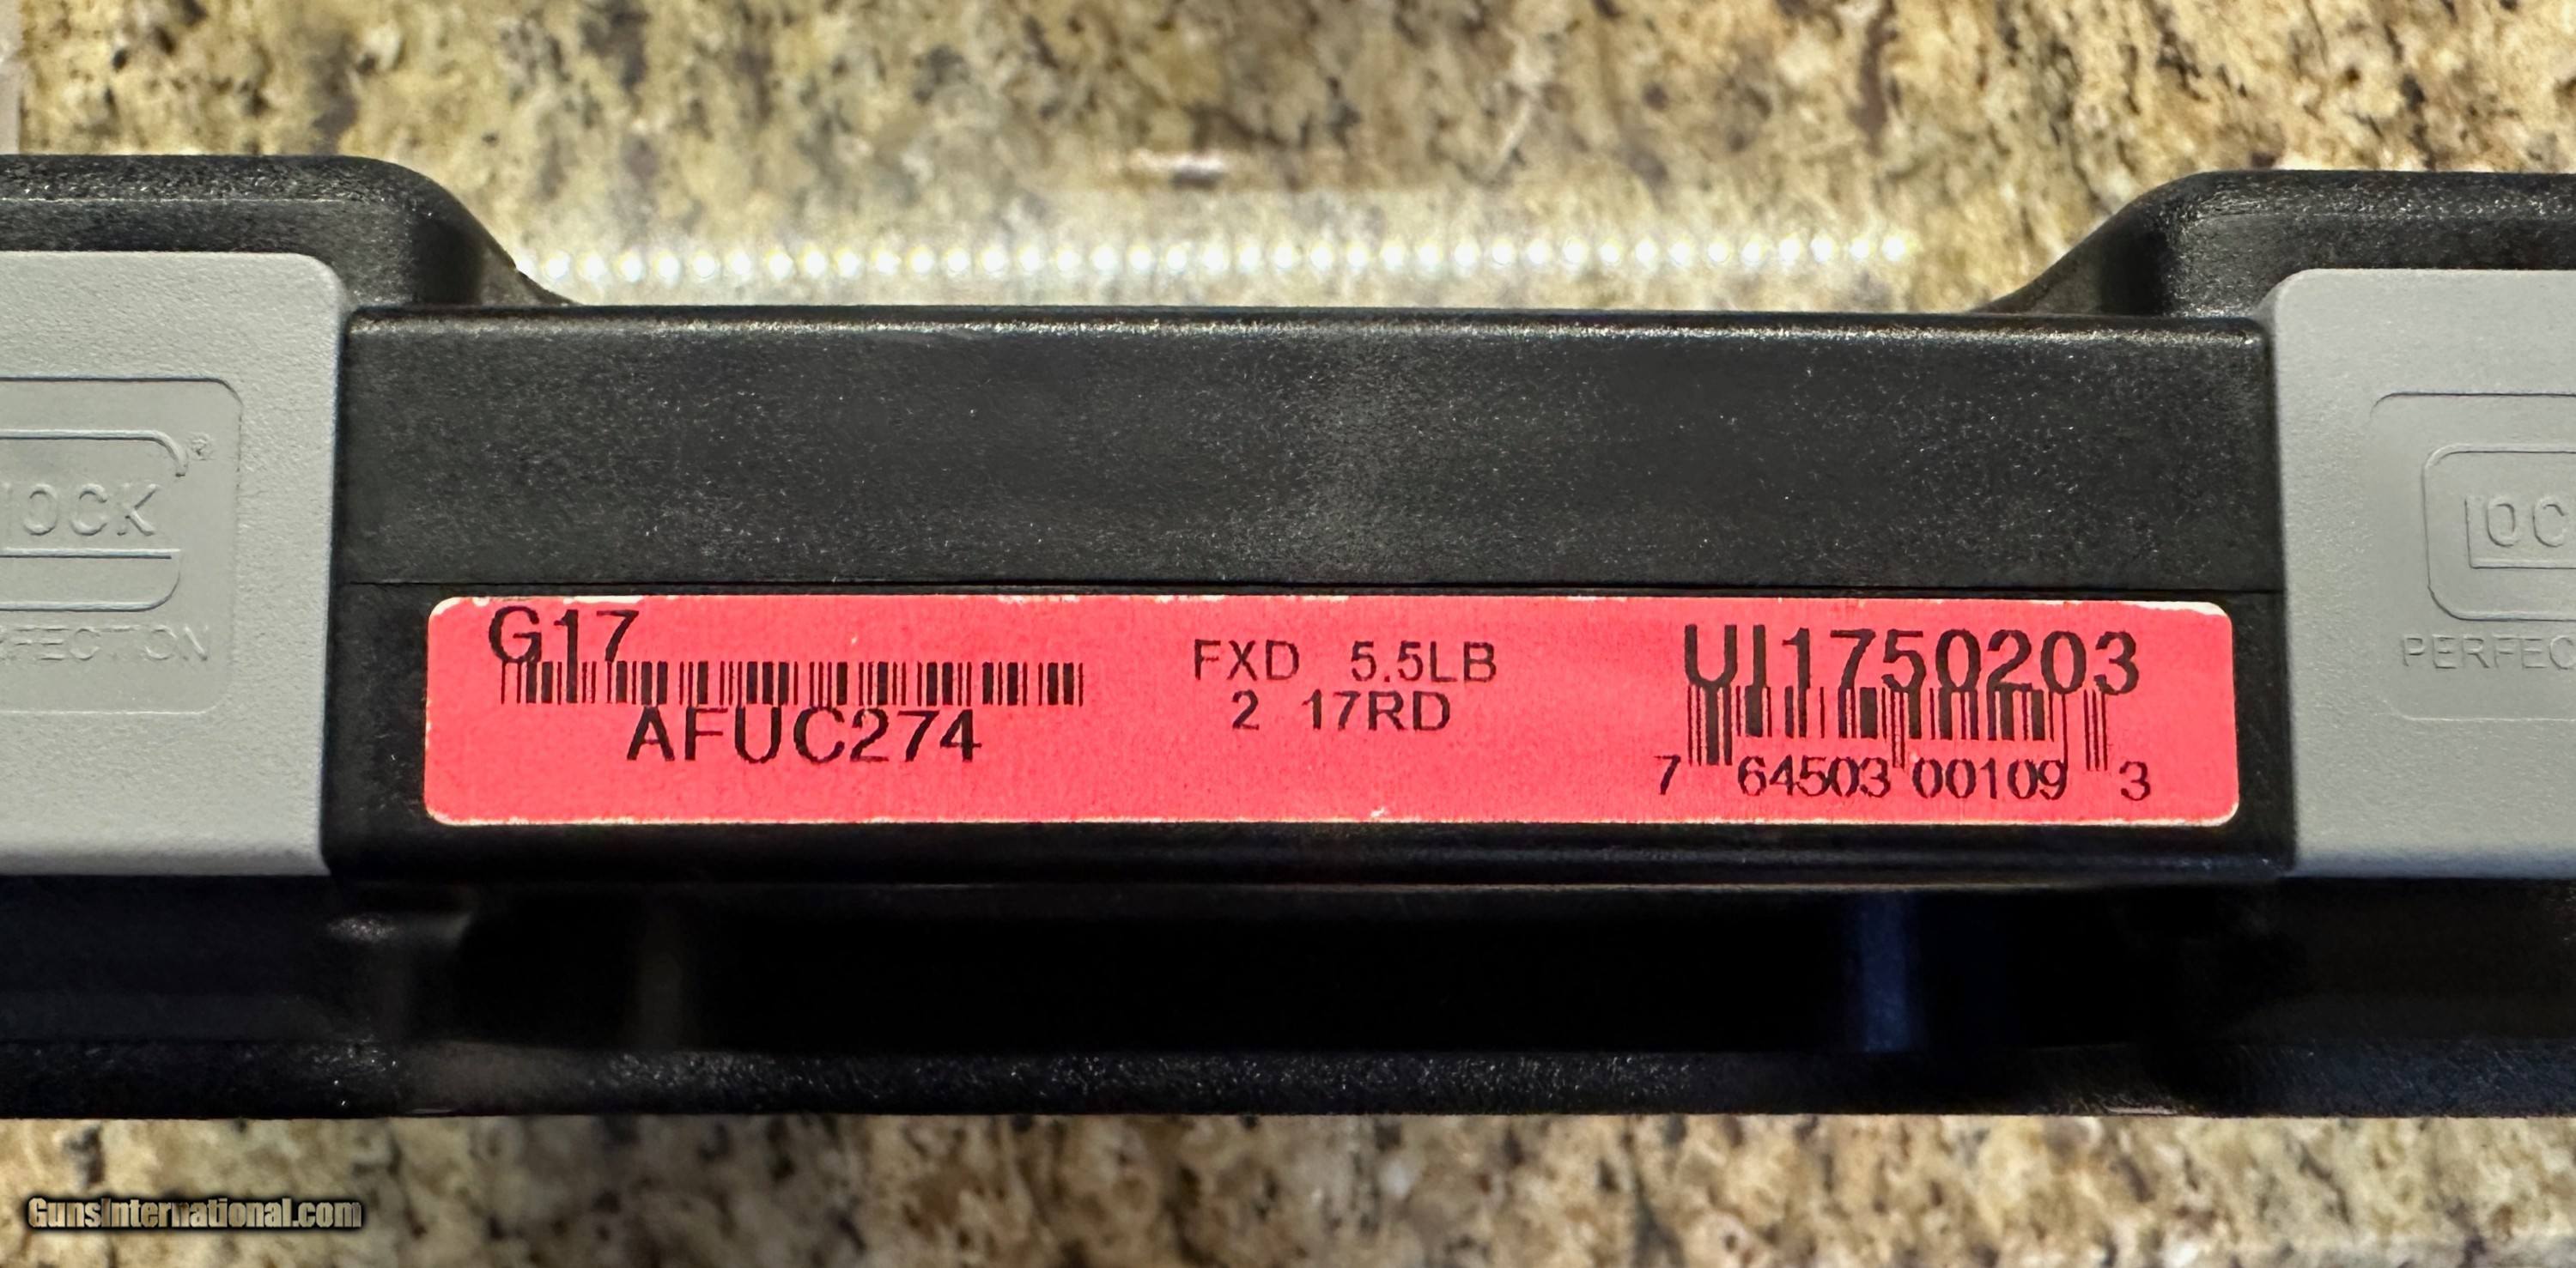 G17
AFUC274
FXD 5.5LB
2 17RD
UI1750203
7 64503 00109 3
PERFECTION
GunsInternational.com